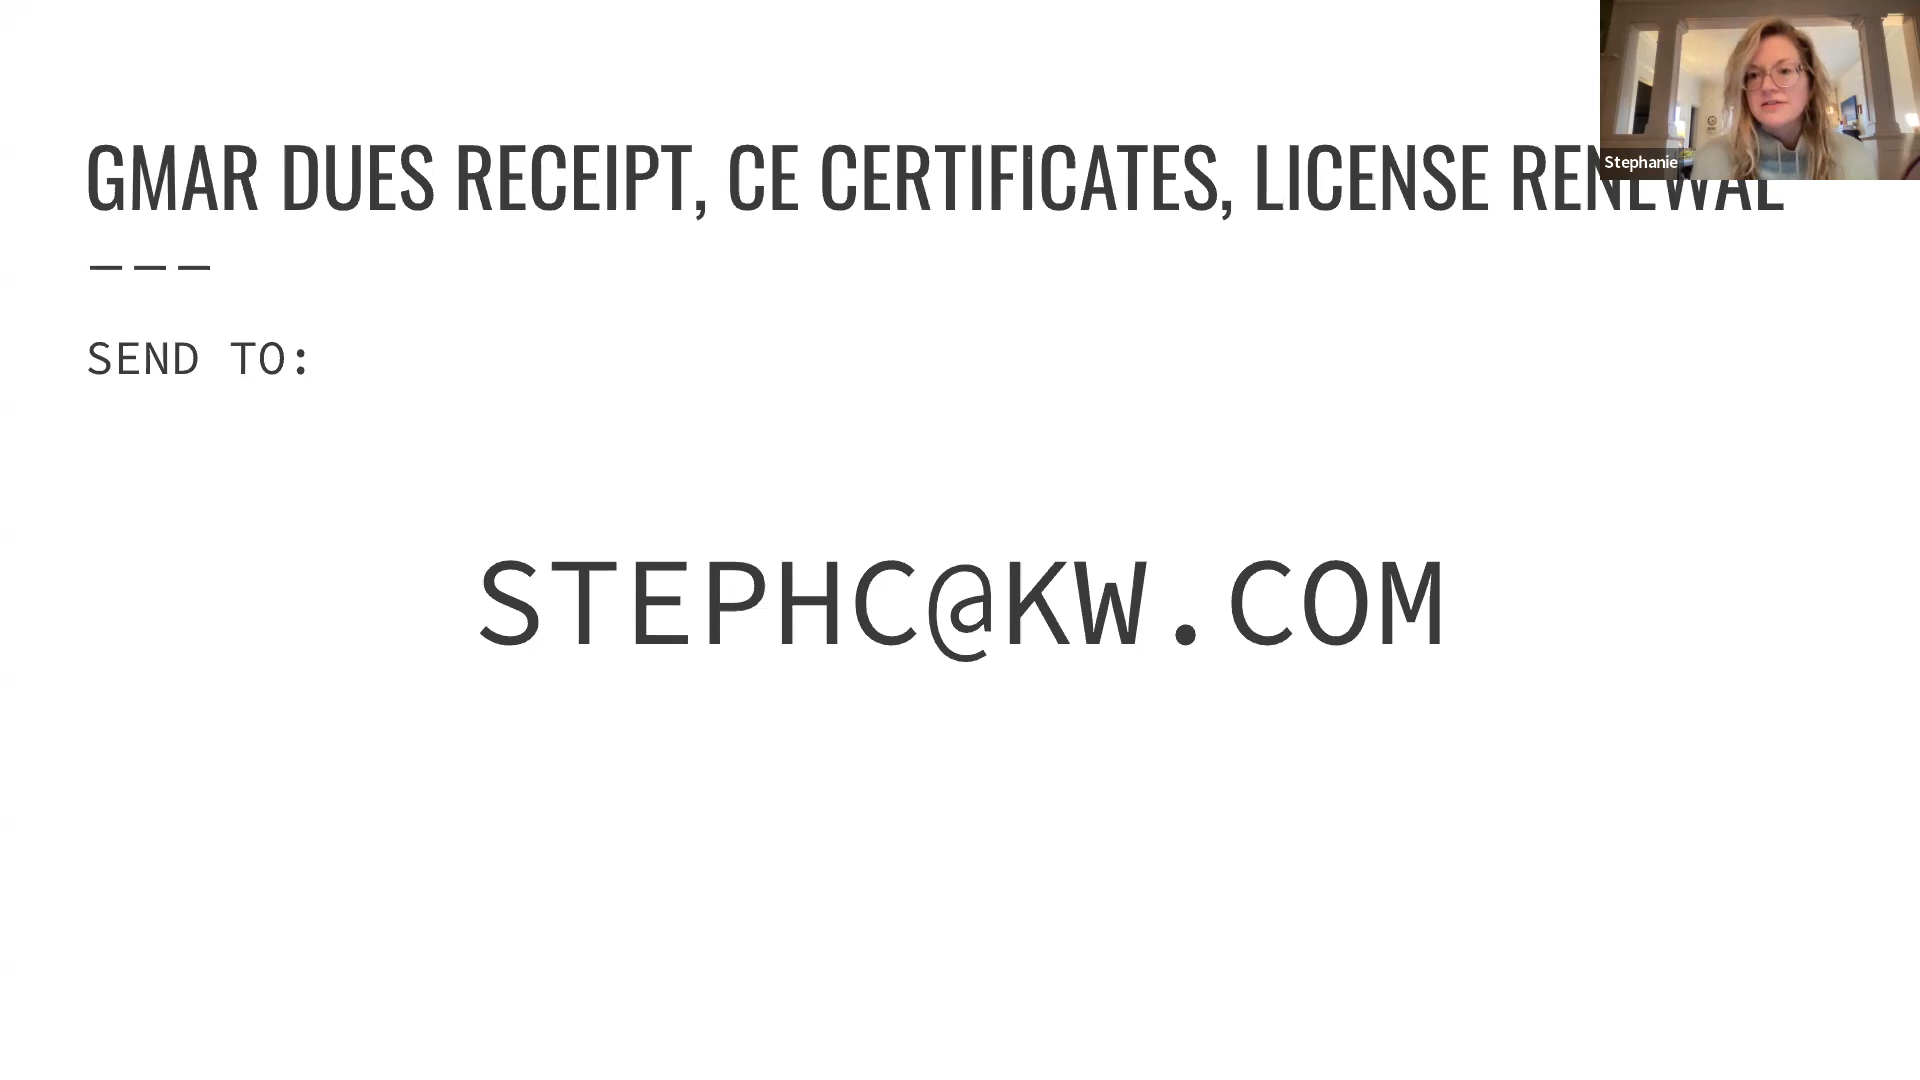 GMAR DUES RECEIPT, CE CERTIFICATES, LICENSE RENEWAL
Stephanie
SEND TO:
STEPHC@KW.COM